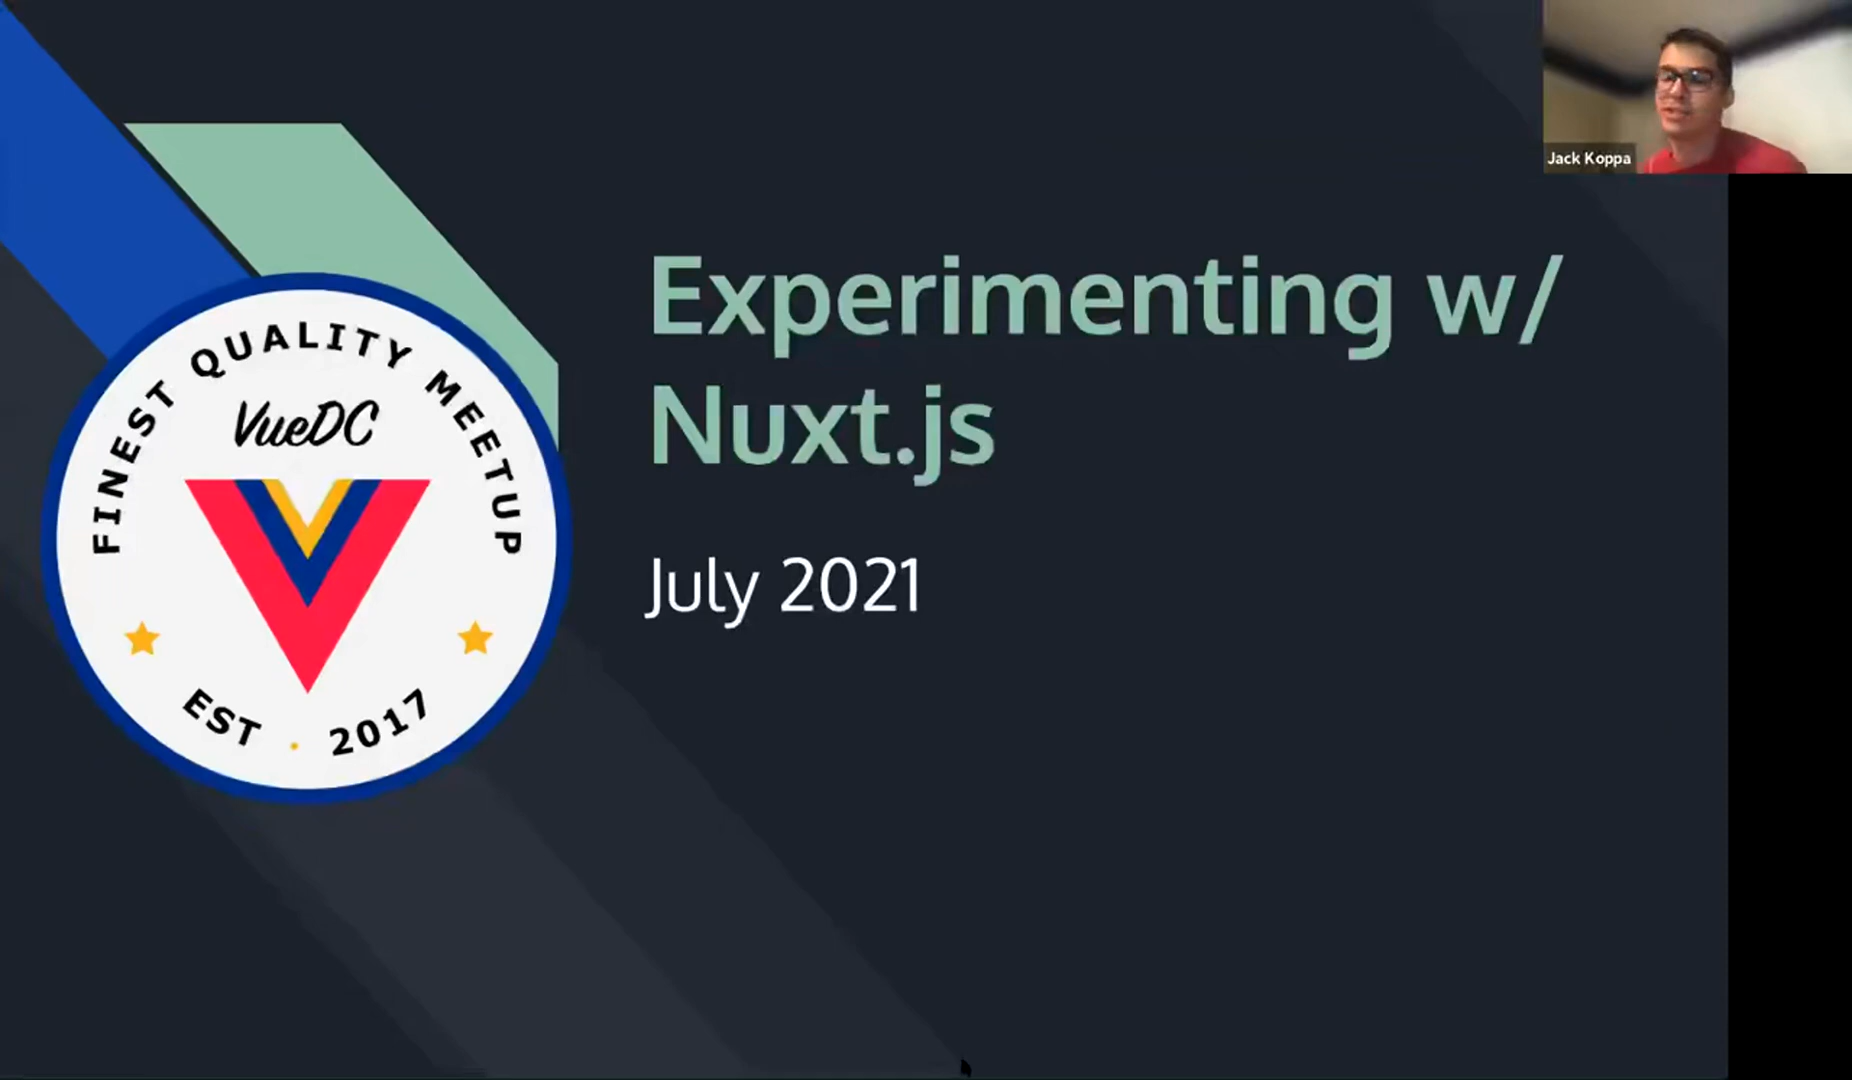 FINEST QUALITY MEETUP
VueDC
EST · 2017
Experimenting w/
Nuxt.js
July 2021
Jack Koppa